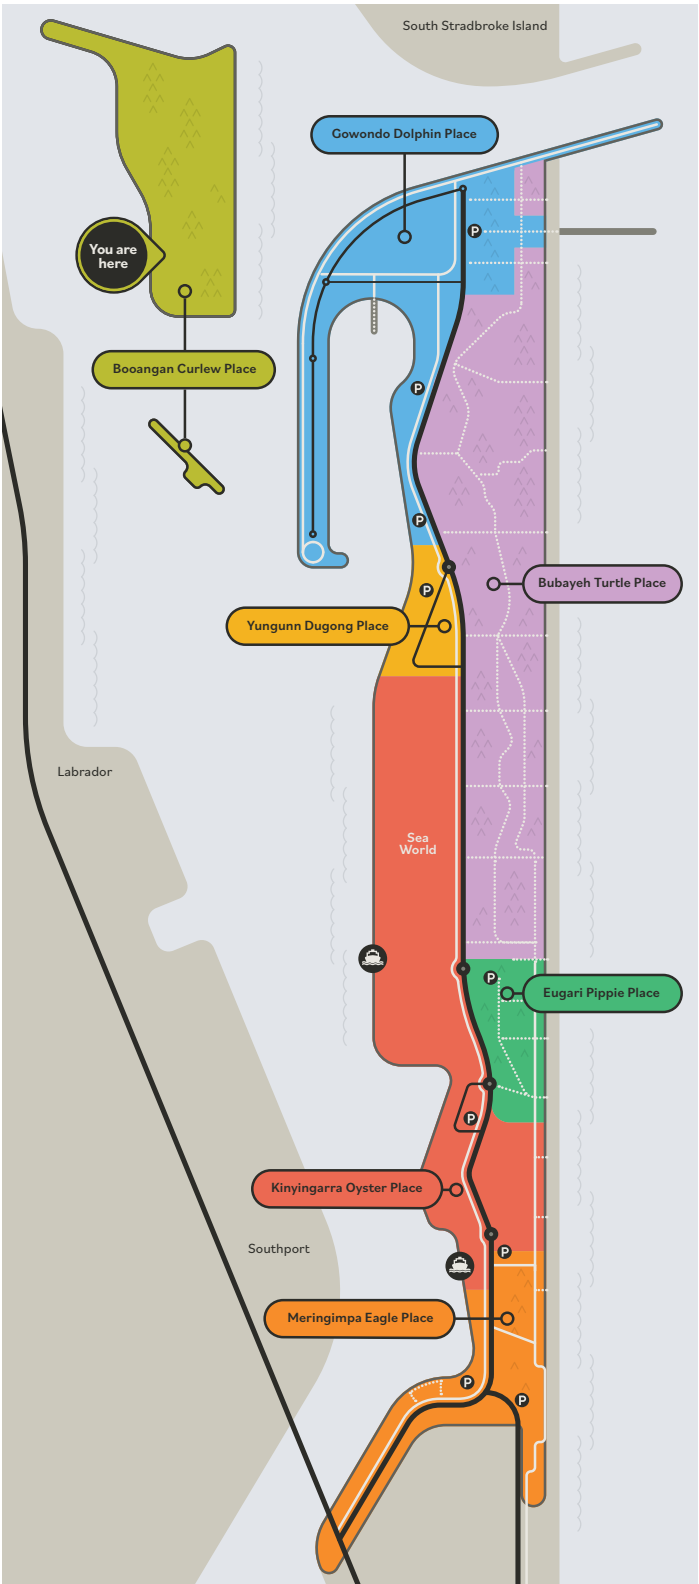 South Stradbroke Island
Gowondo Dolphin Place
P
You are
here
Booangan Curlew Place
P
P
Bubayeh Turtle Place
P
Yungunn Dugong Place
Labrador
Sea
World
P
Eugari Pippie Place
P
Kinyingarra Oyster Place
Southport
P
Meringimpa Eagle Place
P
P